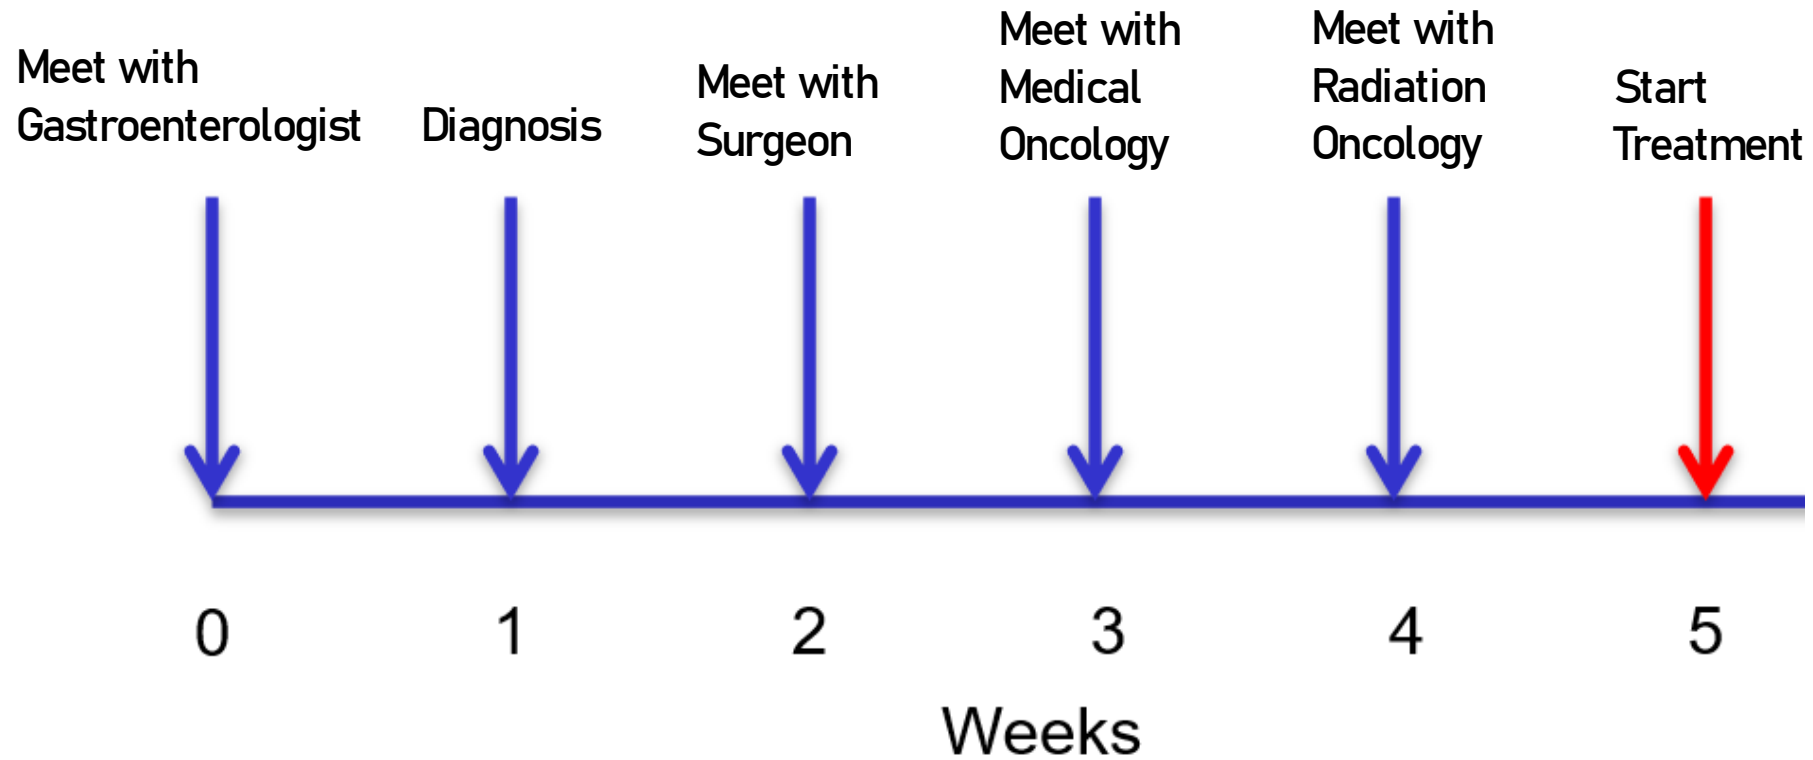 Meet with
Gastroenterologist
Diagnosis
Meet with
Surgeon
Meet with
Medical
Oncology
Meet with
Radiation
Oncology
Start
Treatment
0 1 2 3 4 5
Weeks